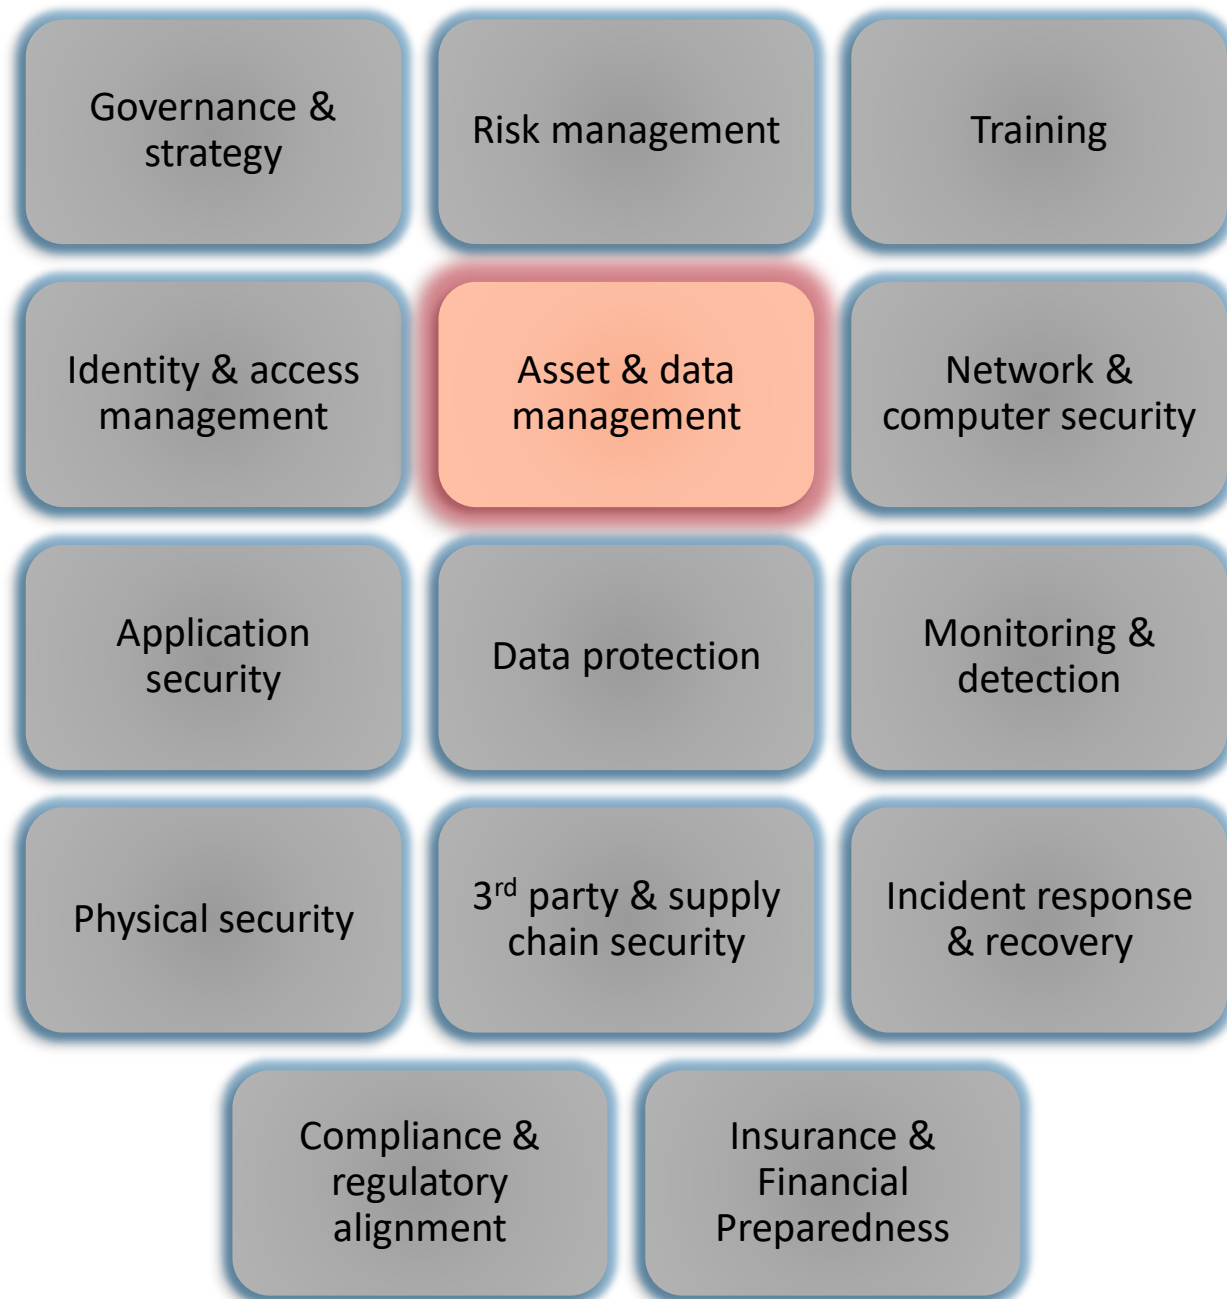 Governance &
strategy
Risk management
Training
Identity & access
management
Asset & data
management
Network &
computer security
Application
security
Data protection
Monitoring &
detection
Physical security
3rd party & supply
chain security
Incident response
& recovery
Compliance &
regulatory
alignment
Insurance &
Financial
Preparedness